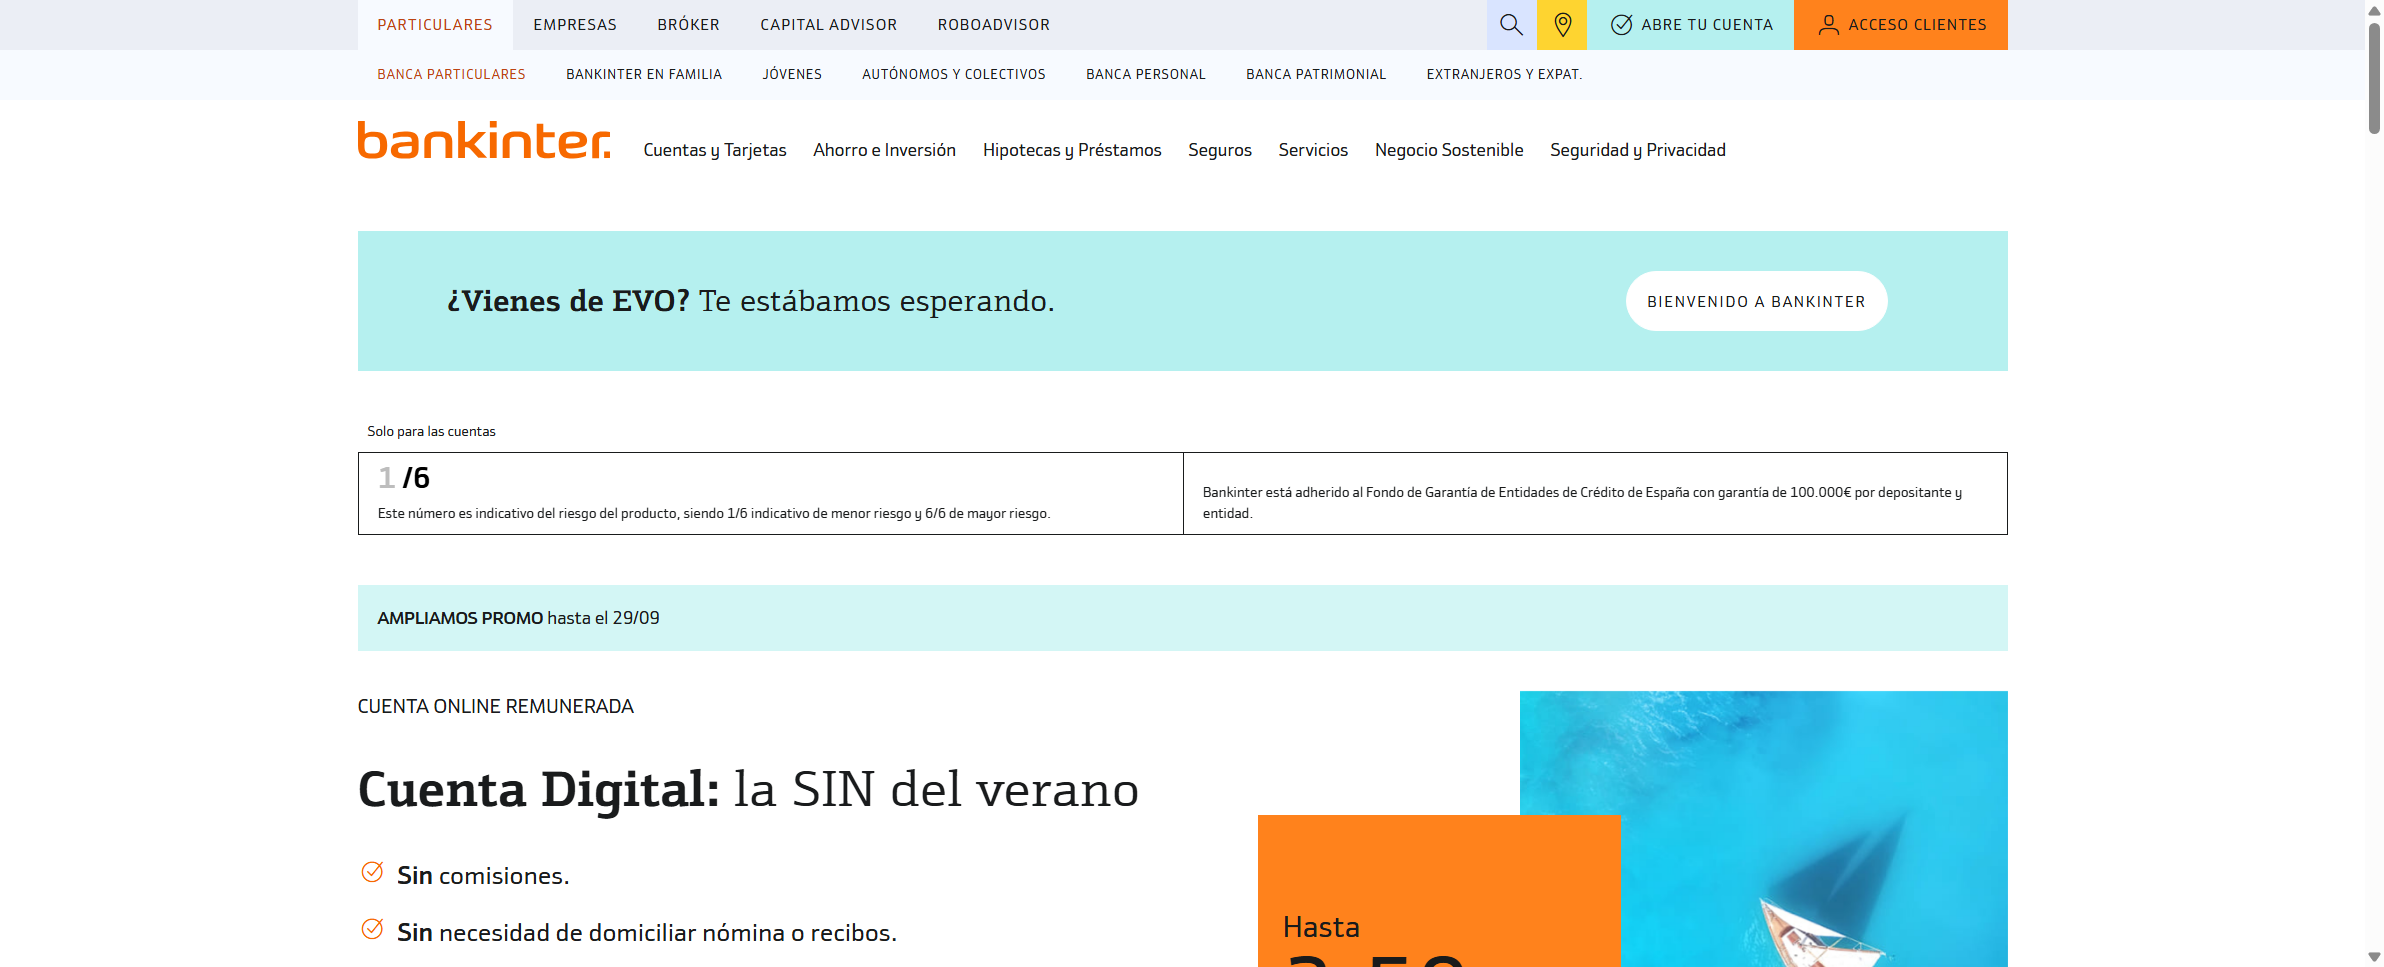 PARTICULARES EMPRESAS BRÓKER CAPITAL ADVISOR ROBOADVISOR ABRE TU CUENTA ACCESO CLIENTES
BANCA PARTICULARES BANKINTER EN FAMILIA JÓVENES AUTÓNOMOS Y COLECTIVOS BANCA PERSONAL BANCA PATRIMONIAL EXTRANJEROS Y EXPAT.
bankinter. Cuentas y Tarjetas Ahorro e Inversión Hipotecas y Préstamos Seguros Servicios Negocio Sostenible Seguridad y Privacidad
¿Vienes de EVO? Te estábamos esperando. BIENVENIDO A BANKINTER
Solo para las cuentas
1 /6
Este número es indicativo del riesgo del producto, siendo 1/6 indicativo de menor riesgo y 6/6 de mayor riesgo.
Bankinter está adherido al Fondo de Garantía de Entidades de Crédito de España con garantía de 100.000€ por depositante y
entidad.
AMPLIAMOS PROMO hasta el 29/09
CUENTA ONLINE REMUNERADA
Cuenta Digital: la SIN del verano
Sin comisiones.
Sin necesidad de domiciliar nómina o recibos.
Hasta